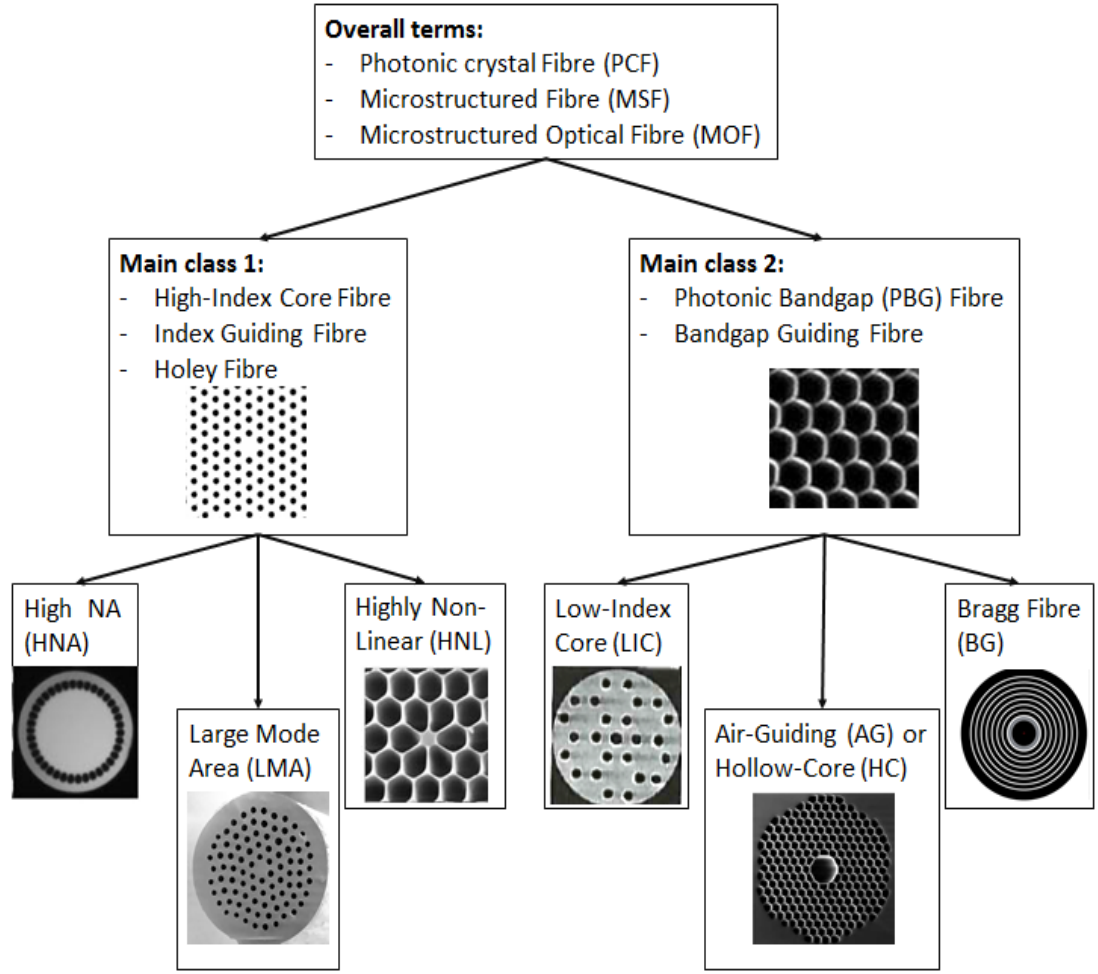 Overall terms:
- Photonic crystal Fibre (PCF)
- Microstructured Fibre (MSF)
- Microstructured Optical Fibre (MOF)
Main class 1:
- High-Index Core Fibre
- Index Guiding Fibre
- Holey Fibre
Main class 2:
- Photonic Bandgap (PBG) Fibre
- Bandgap Guiding Fibre
High NA
(HNA)
Large Mode
Area (LMA)
Highly Non-
Linear (HNL)
Low-Index
Core (LIC)
Air-Guiding (AG) or
Hollow-Core (HC)
Bragg Fibre
(BG)